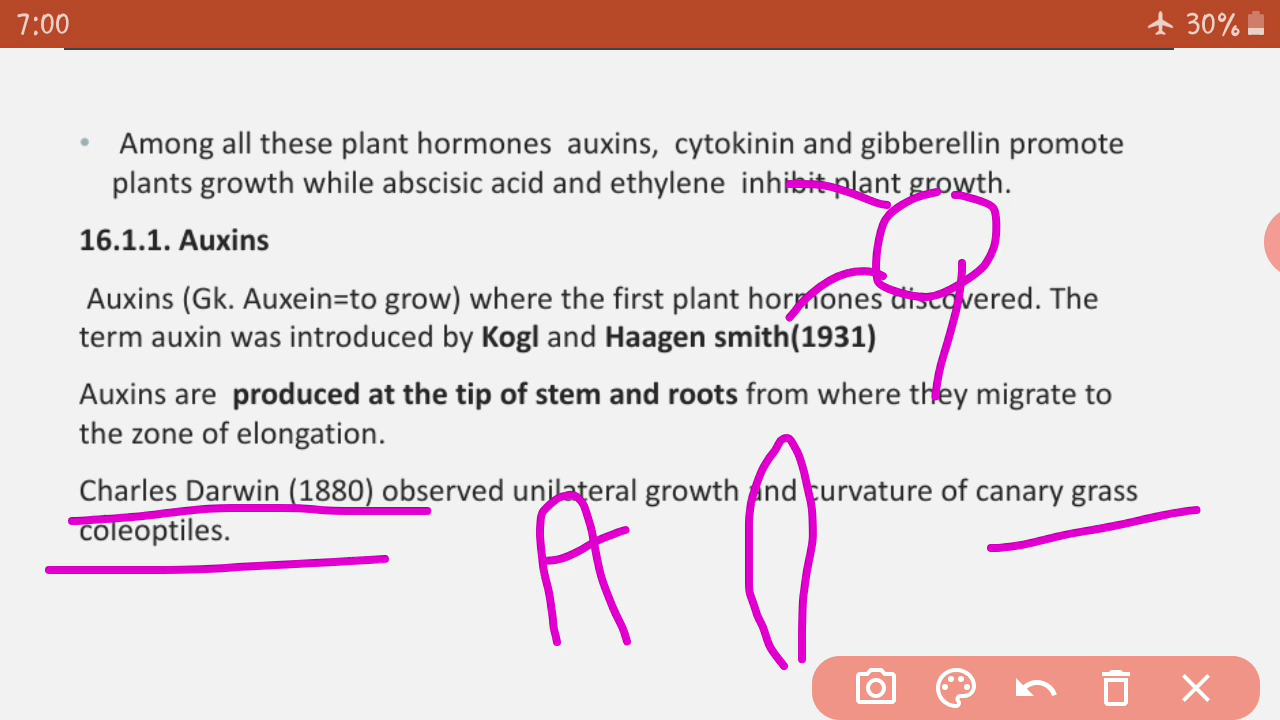 7:00 30%
• Among all these plant hormones auxins, cytokinin and gibberellin promote
plants growth while abscisic acid and ethylene inhibit plant growth.
16.1.1. Auxins
Auxins (Gk. Auxein=to grow) where the first plant hormones discovered. The
term auxin was introduced by Kogl and Haagen smith(1931)
Auxins are produced at the tip of stem and roots from where they migrate to
the zone of elongation.
Charles Darwin (1880) observed unilateral growth and curvature of canary grass
coleoptiles.
A